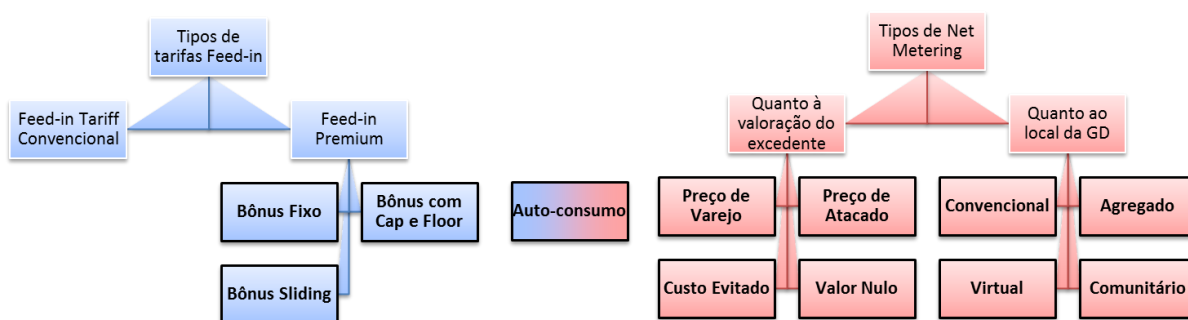 Tipos de
tarifas Feed-in
Feed-in Tariff
Convencional
Feed-in
Premium
Bônus Fixo
Bônus com
Cap e Floor
Bônus Sliding
Auto-consumo
Tipos de Net
Metering
Quanto à
valoração do
excedente
Quanto ao
local da GD
Preço de
Varejo
Preço de
Atacado
Custo Evitado
Valor Nulo
Convencional
Agregado
Virtual
Comunitário